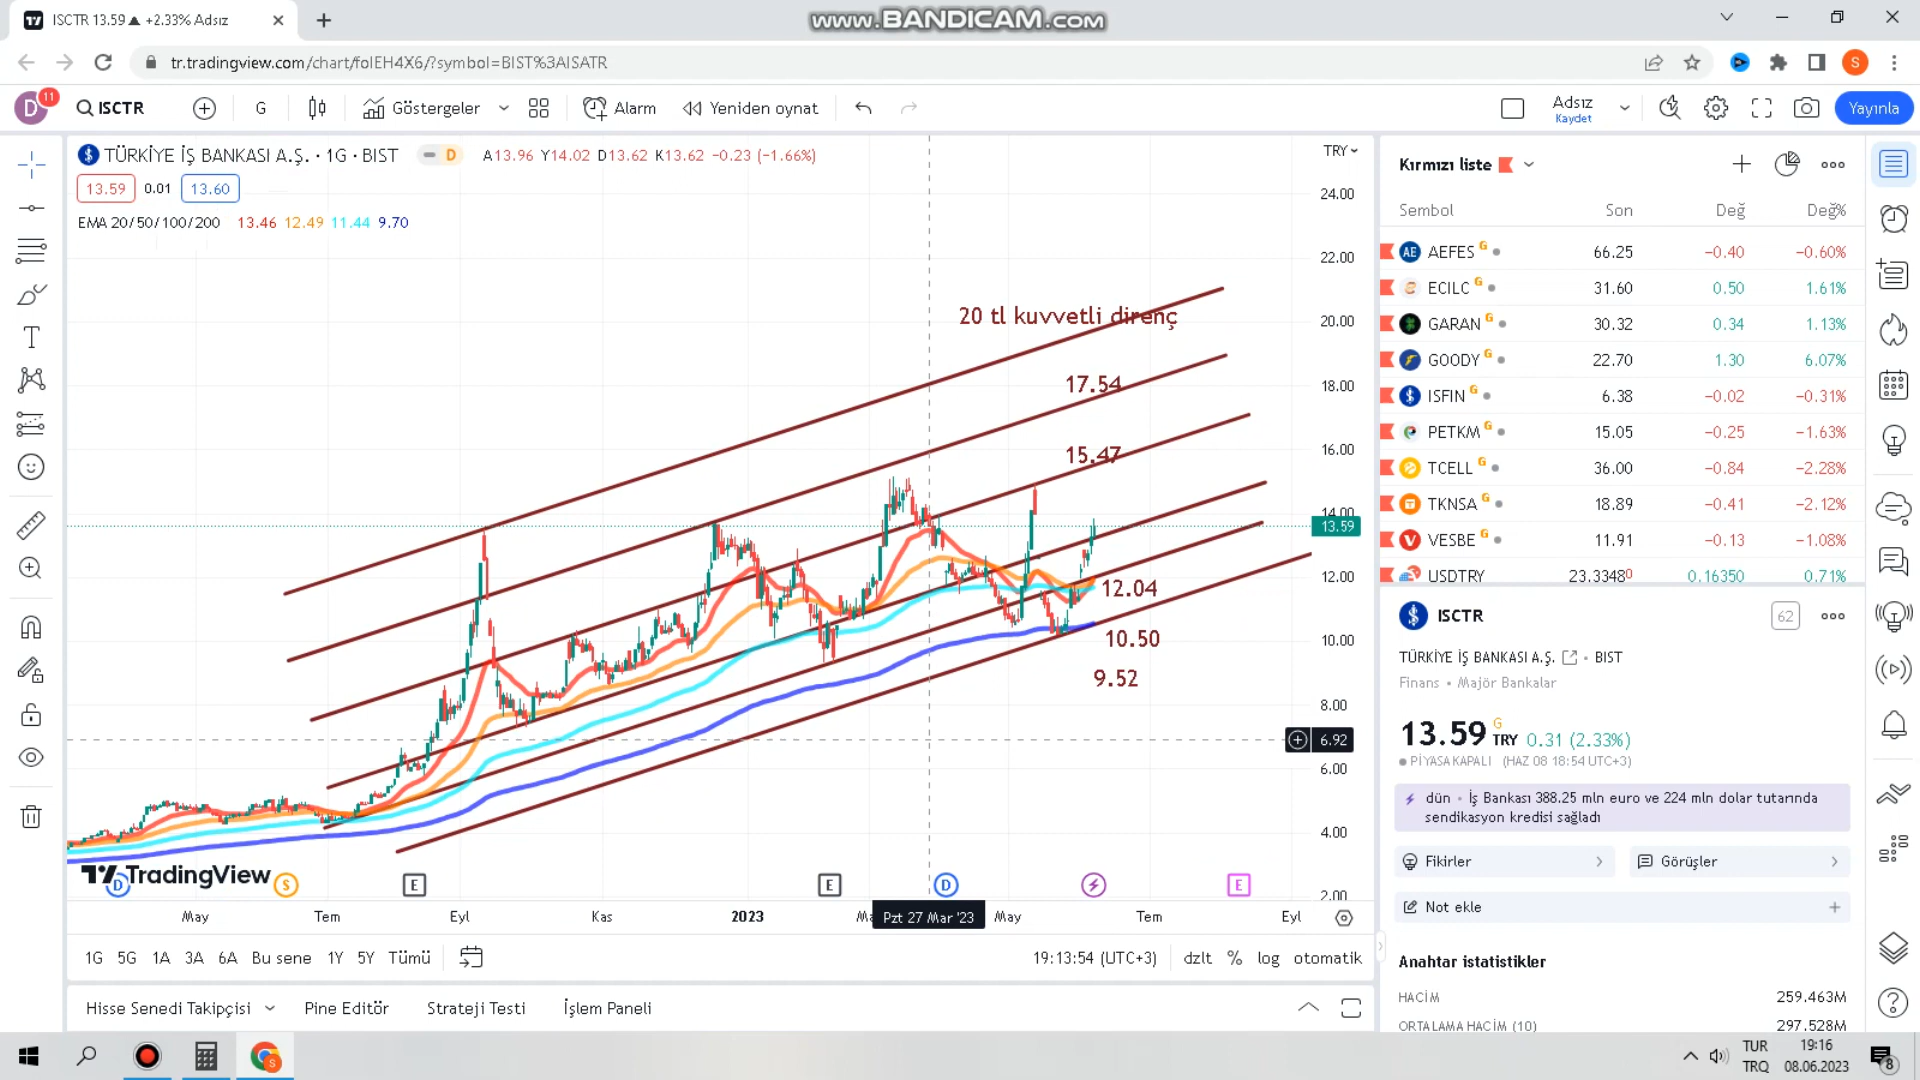 ISCTR 13.59 ▲ +2.33% Adsız
www.BANDICAM.com
tr.tradingview.com/chart/folEH4X6/?symbol=BIST%3AISATR
S
D
11
ISCTR
G
Göstergeler
Alarm
Yeniden oynat
Adsız
Kaydet
Yayınla
TÜRKİYE İŞ BANKASI A.Ş. · 1G · BIST
D
A13.96 Y14.02 D13.62 K13.62 −0.23 (−1.66%)
13.59
0.01
13.60
EMA 20/50/100/200 13.46 12.49 11.44 9.70
TRY
24.00
22.00
20.00
18.00
16.00
14.00
13.59
12.00
10.00
8.00
6.92
6.00
4.00
2.00
20 tl kuvvetli direnç
17.54
15.47
12.04
10.50
9.52
TradingView
D
S
E
E
D
E
May
Tem
Eyl
Kas
2023
Pzt 27 Mar '23
May
Tem
Eyl
1G 5G 1A 3A 6A Bu sene 1Y 5Y Tümü
19:13:54 (UTC+3)
dzlt % log otomatik
Hisse Senedi Takipçisi
Pine Editör
Strateji Testi
İşlem Paneli
Kırmızı liste
Sembol Son Değ Değ%
AEFES G 66.25 −0.40 −0.60%
ECILC G 31.60 0.50 1.61%
GARAN G 30.32 0.34 1.13%
GOODY G 22.70 1.30 6.07%
ISFIN G 6.38 −0.02 −0.31%
PETKM G 15.05 −0.25 −1.63%
TCELL G 36.00 −0.84 −2.28%
TKNSA G 18.89 −0.41 −2.12%
VESBE G 11.91 −0.13 −1.08%
USDTRY 23.33480 0.16350 0.71%
ISCTR
62
TÜRKİYE İŞ BANKASI A.Ş. • BIST
Finans • Majör Bankalar
13.59 G TRY 0.31 (2.33%)
PİYASA KAPALI (HAZ 08 18:54 UTC+3)
dün • İş Bankası 388.25 mln euro ve 224 mln dolar tutarında
sendikasyon kredisi sağladı
Fikirler
Görüşler
Not ekle
Anahtar istatistikler
HACİM 259.463M
ORTALAMA HACİM (10) 297.528M
TUR
TRQ
19:16
08.06.2023
8